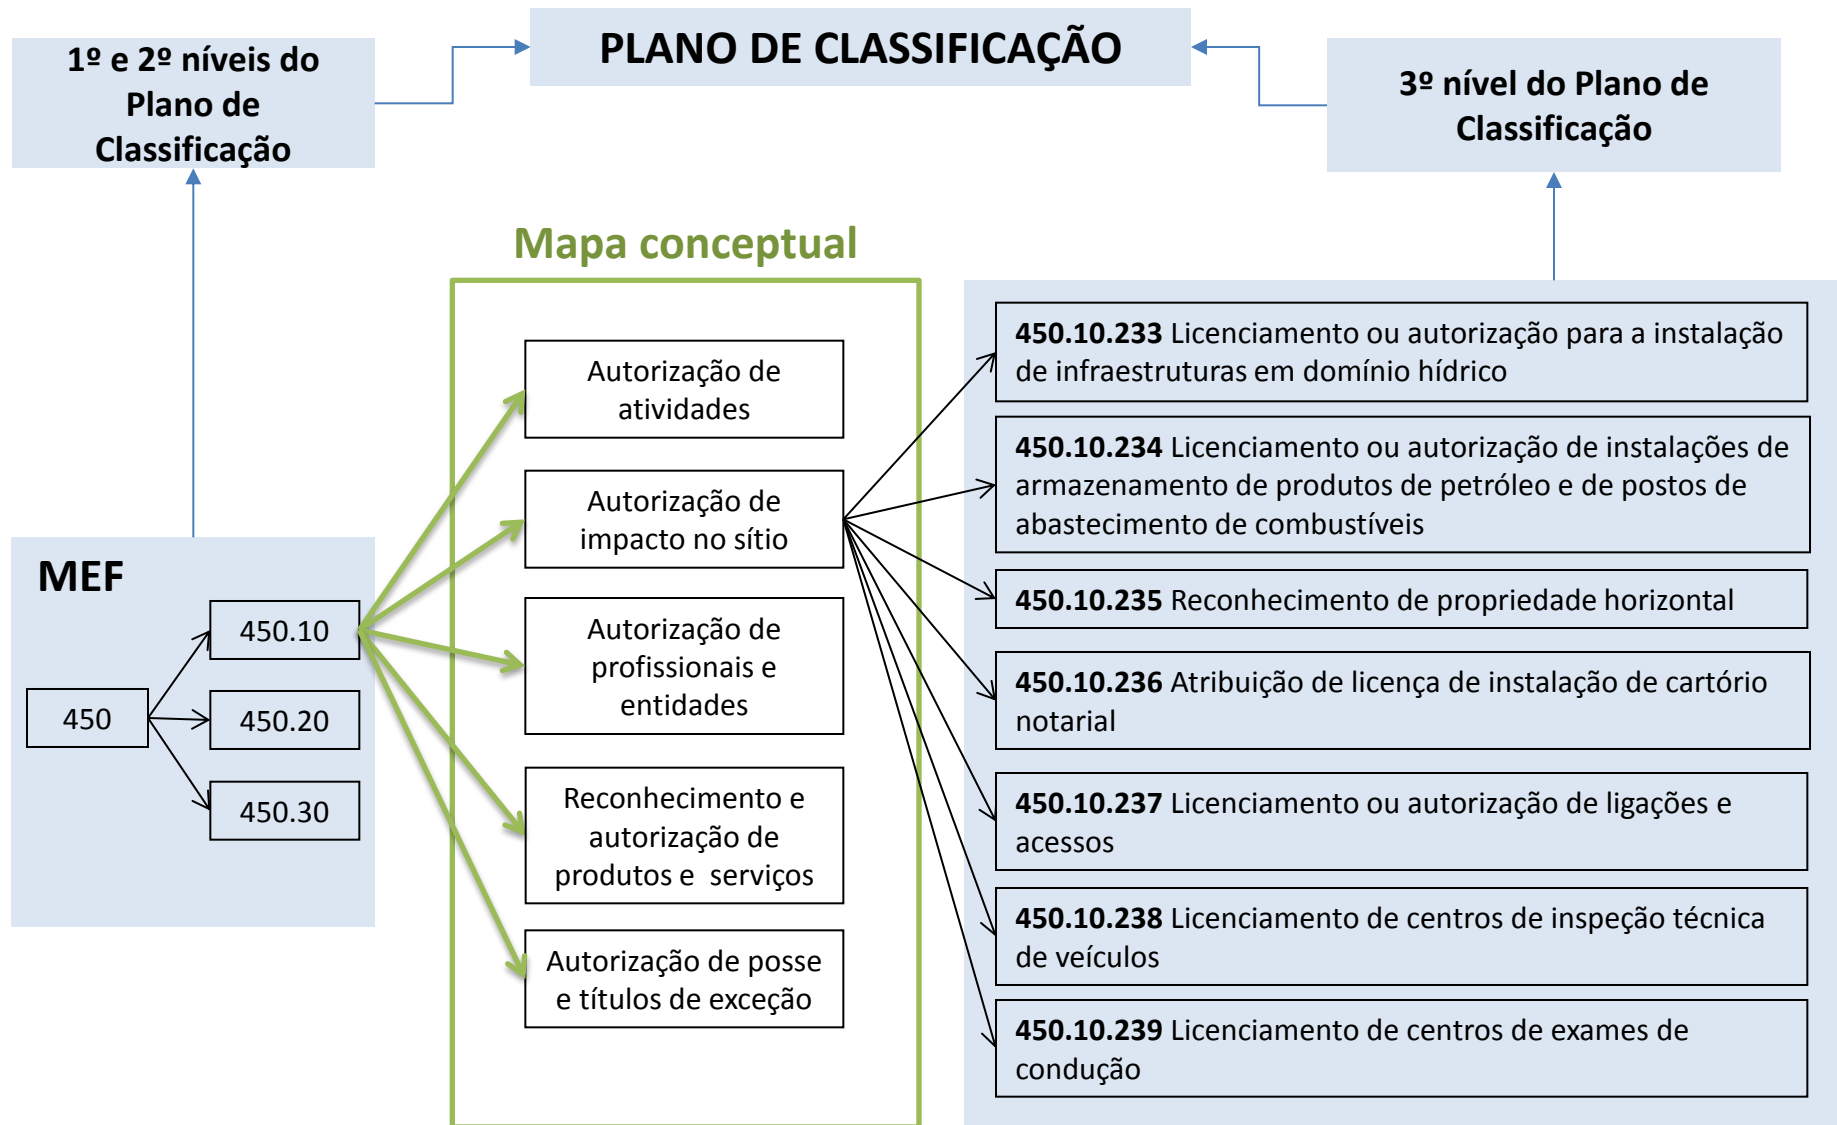 PLANO DE CLASSIFICAÇÃO
1º e 2º níveis do
Plano de
Classificação
3º nível do Plano de
Classificação
Mapa conceptual
MEF
450
450.10
450.20
450.30
Autorização de
atividades
Autorização de
impacto no sítio
Autorização de
profissionais e
entidades
Reconhecimento e
autorização de
produtos e  serviços
Autorização de posse
e títulos de exceção
450.10.233 Licenciamento ou autorização para a instalação
de infraestruturas em domínio hídrico
450.10.234 Licenciamento ou autorização de instalações de
armazenamento de produtos de petróleo e de postos de
abastecimento de combustíveis
450.10.235 Reconhecimento de propriedade horizontal
450.10.236 Atribuição de licença de instalação de cartório
notarial
450.10.237 Licenciamento ou autorização de ligações e
acessos
450.10.238 Licenciamento de centros de inspeção técnica
de veículos
450.10.239 Licenciamento de centros de exames de
condução